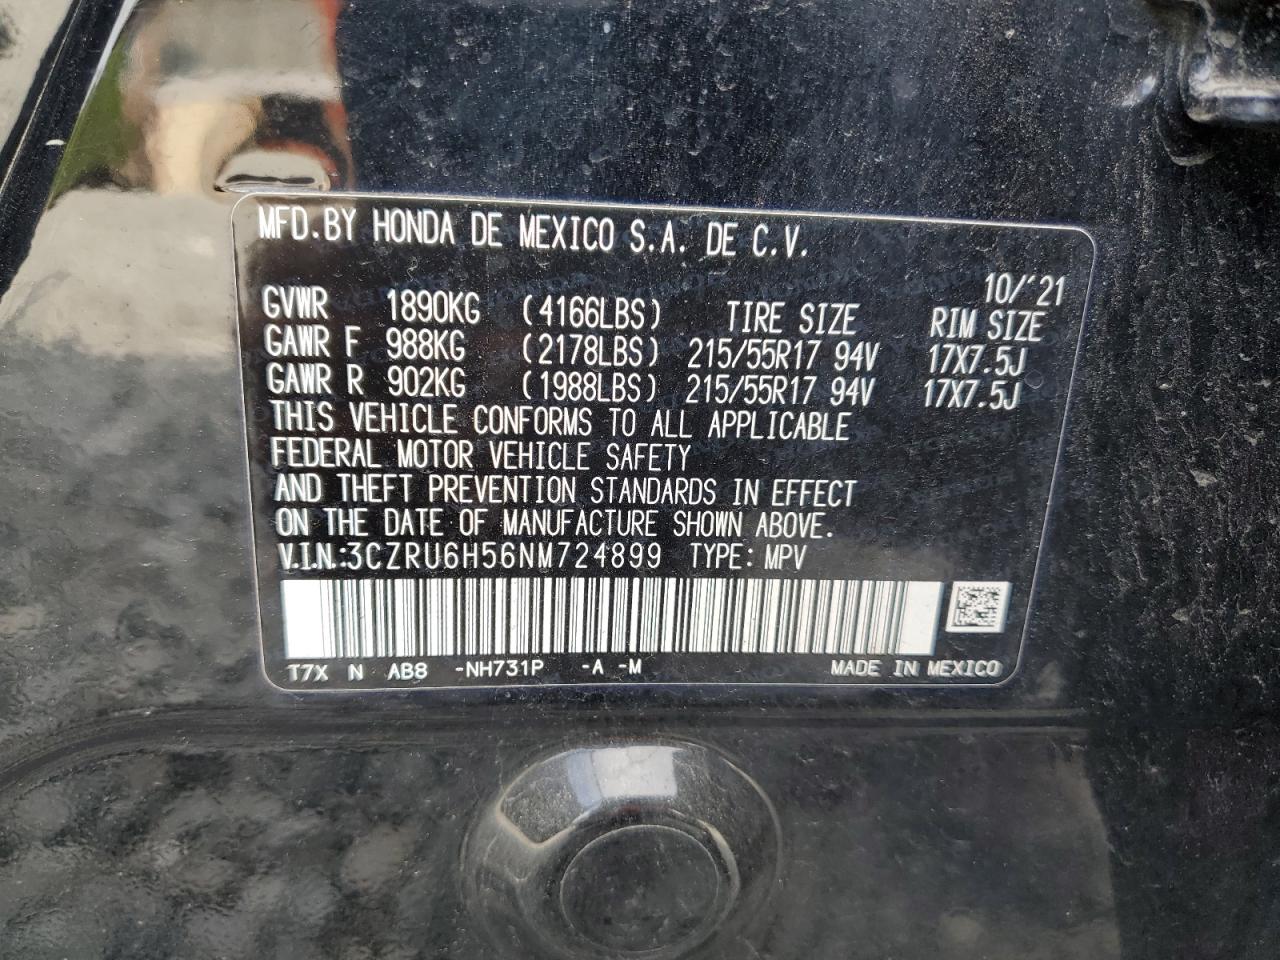 MFD. BY HONDA DE MEXICO S.A. DE C.V.
10/'21
GVWR 1890KG (4166LBS) TIRE SIZE RIM SIZE
GAWR F 988KG (2178LBS) 215/55R17 94V 17X7.5J
GAWR R 902KG (1988LBS) 215/55R17 94V 17X7.5J
THIS VEHICLE CONFORMS TO ALL APPLICABLE
FEDERAL MOTOR VEHICLE SAFETY
AND THEFT PREVENTION STANDARDS IN EFFECT
ON THE DATE OF MANUFACTURE SHOWN ABOVE.
V.I.N.:3CZRU6H56NM724899 TYPE: MPV
T7X N AB8 -NH731P -A -M MADE IN MEXICO